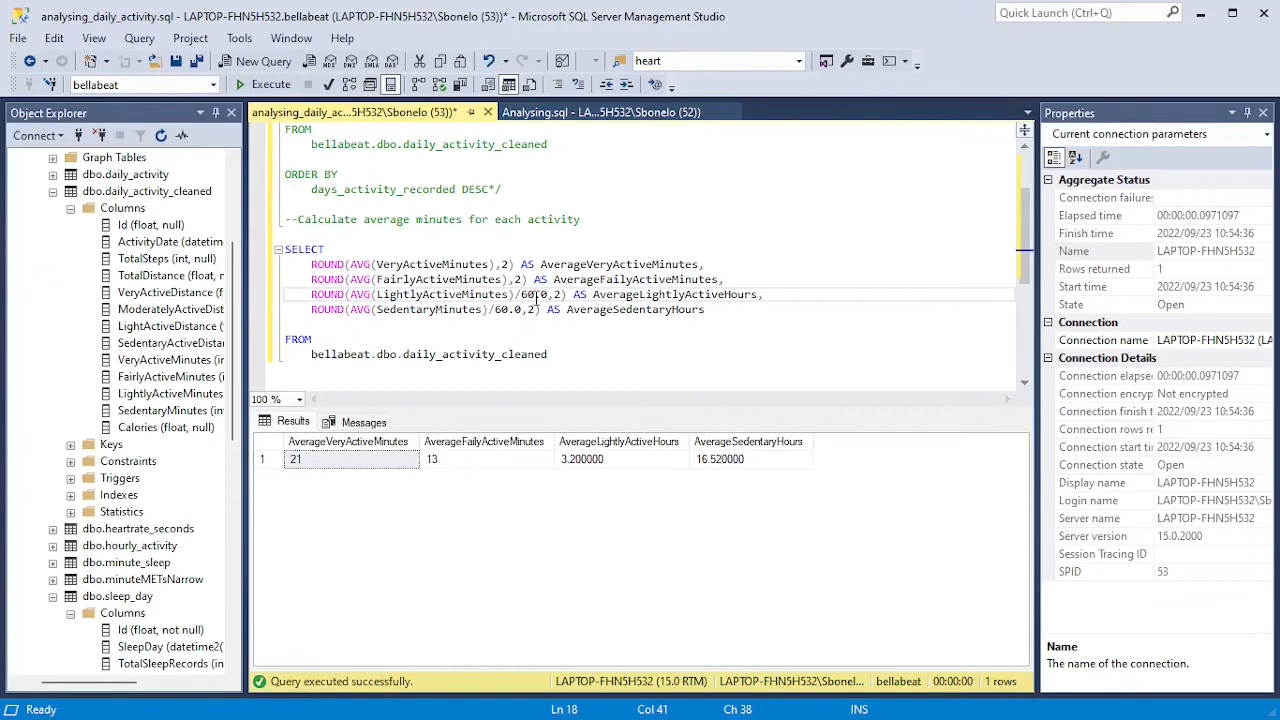 analysing_daily_activity.sql - LAPTOP-FHN5H532.bellabeat (LAPTOP-FHN5H532\Sbonelo (53))* - Microsoft SQL Server Management Studio
Quick Launch (Ctrl+Q)
File Edit View Query Project Tools Window Help
New Query
heart
bellabeat
Execute
Object Explorer
Connect
Graph Tables
dbo.daily_activity
dbo.daily_activity_cleaned
Columns
Id (float, null)
ActivityDate (datetim
TotalSteps (int, null)
TotalDistance (float, n
VeryActiveDistance (fl
ModeratelyActiveDist
LightActiveDistance (f
SedentaryActiveDista
VeryActiveMinutes (i
FairlyActiveMinutes (i
LightlyActiveMinutes
SedentaryMinutes (in
Calories (float, null)
Keys
Constraints
Triggers
Indexes
Statistics
dbo.heartrate_seconds
dbo.hourly_activity
dbo.minute_sleep
dbo.minuteMETsNarrow
dbo.sleep_day
Columns
Id (float, not null)
SleepDay (datetime2(
TotalSleepRecords (in
analysing_daily_ac...5H532\Sbonelo (53))*
Analysing.sql - LA...5H532\Sbonelo (52))
FROM
bellabeat.dbo.daily_activity_cleaned
ORDER BY
days_activity_recorded DESC*/
--Calculate average minutes for each activity
SELECT
ROUND(AVG(VeryActiveMinutes),2) AS AverageVeryActiveMinutes,
ROUND(AVG(FairlyActiveMinutes),2) AS AverageFailyActiveMinutes,
ROUND(AVG(LightlyActiveMinutes)/60.0,2) AS AverageLightlyActiveHours,
ROUND(AVG(SedentaryMinutes)/60.0,2) AS AverageSedentaryHours
FROM
bellabeat.dbo.daily_activity_cleaned
100 %
Results Messages
AverageVeryActiveMinutes AverageFailyActiveMinutes AverageLightlyActiveHours AverageSedentaryHours
1 21 13 3.200000 16.520000
Query executed successfully. LAPTOP-FHN5H532 (15.0 RTM) LAPTOP-FHN5H532\Sbonel... bellabeat 00:00:00 1 rows
Properties
Current connection parameters
Aggregate Status
Connection failures
Elapsed time 00:00:00.0971097
Finish time 2022/09/23 10:54:36
Name LAPTOP-FHN5H532
Rows returned 1
Start time 2022/09/23 10:54:36
State Open
Connection
Connection name LAPTOP-FHN5H532 (LA
Connection Details
Connection elapse 00:00:00.0971097
Connection encryp Not encrypted
Connection finish t 2022/09/23 10:54:36
Connection rows re 1
Connection start ti 2022/09/23 10:54:36
Connection state Open
Display name LAPTOP-FHN5H532
Login name LAPTOP-FHN5H532\Sb
Server name LAPTOP-FHN5H532
Server version 15.0.2000
Session Tracing ID
SPID 53
Name
The name of the connection.
Ready Ln 18 Col 41 Ch 38 INS